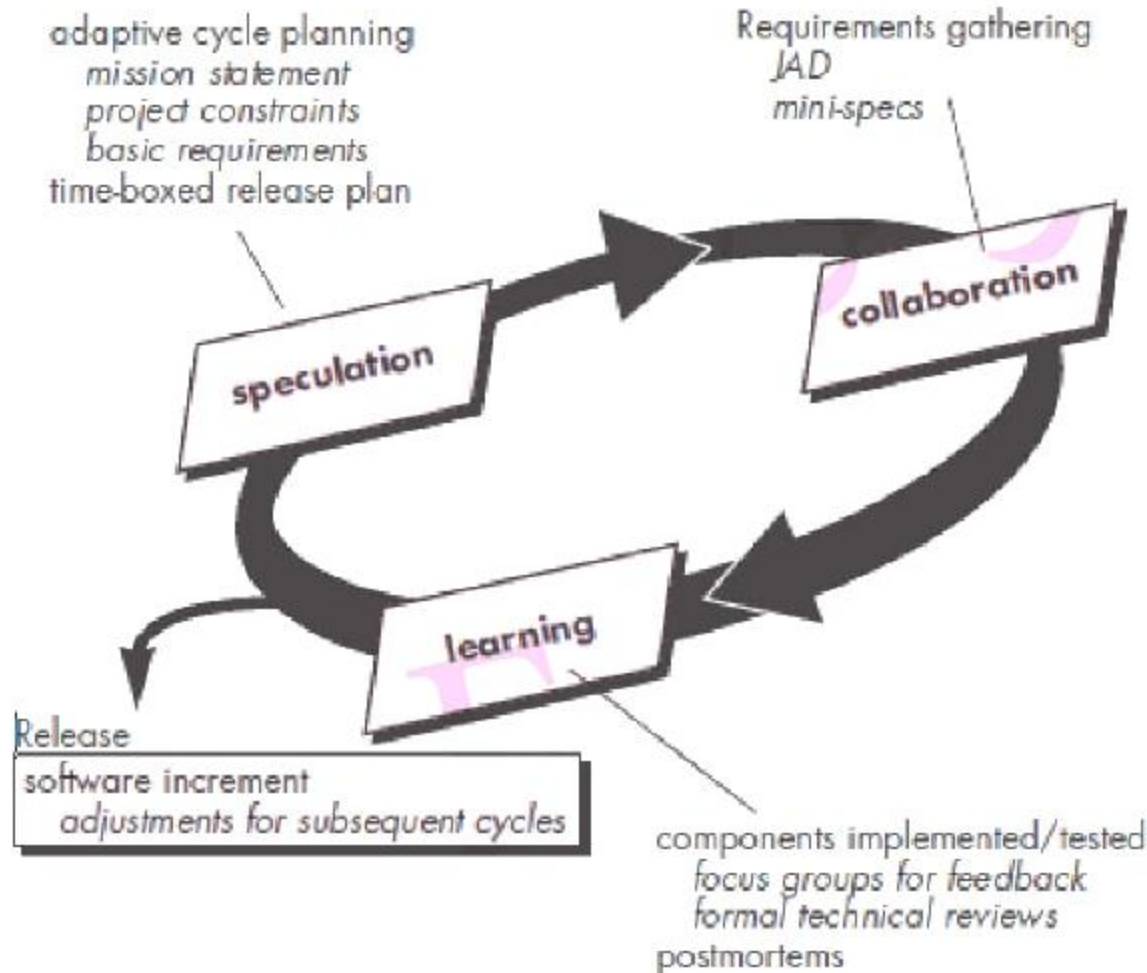 adaptive cycle planning
mission statement
project constraints
basic requirements
time-boxed release plan
Requirements gathering
JAD
mini-specs
speculation
collaboration
learning
Release
software increment
adjustments for subsequent cycles
components implemented/tested
focus groups for feedback
formal technical reviews
postmortems